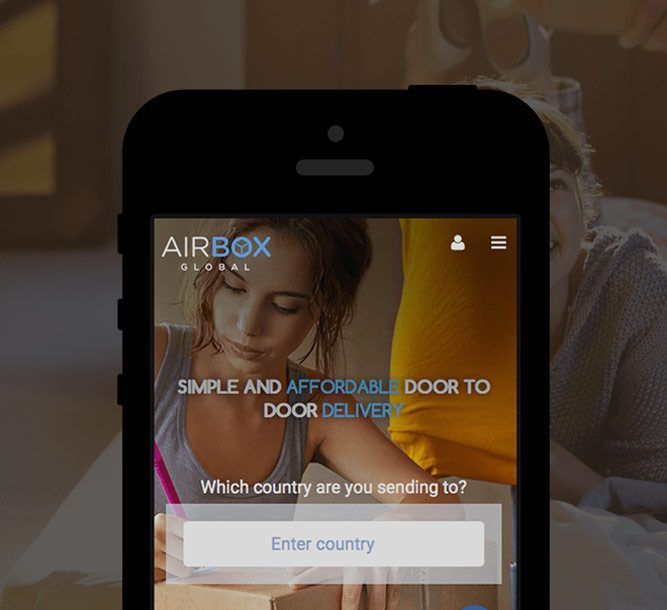 AIRBOX
GLOBAL
SIMPLE AND AFFORDABLE DOOR TO
DOOR DELIVERY
Which country are you sending to?
Enter country